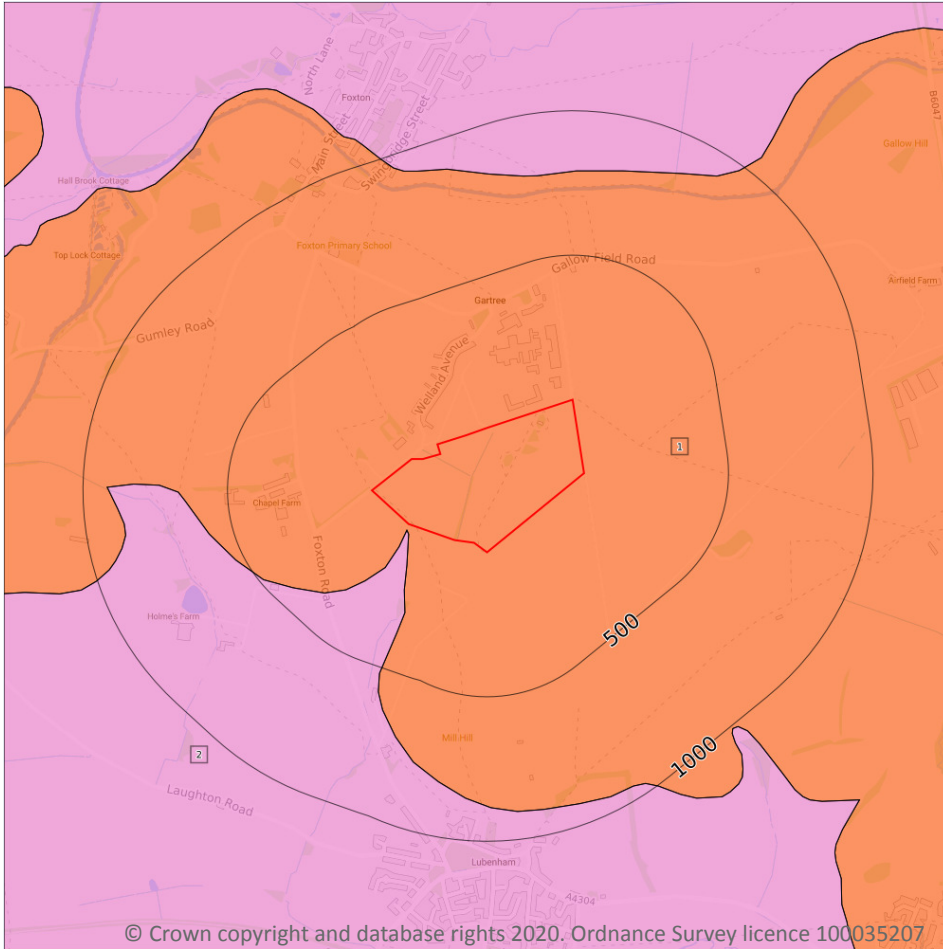 North Lane
Foxton
Main Street
Swingbridge Street
B6047
Gallow Hill
Hall Brook Cottage
Top Lock Cottage
Foxton Primary School
Gallow Field Road
Airfield Farm
Gartree
Gumley Road
Welland Avenue
1
Chapel Farm
Foxton Road
Holme's Farm
500
Mill Hill
1000
2
Laughton Road
Lubenham
A4304
© Crown copyright and database rights 2020. Ordnance Survey licence 100035207